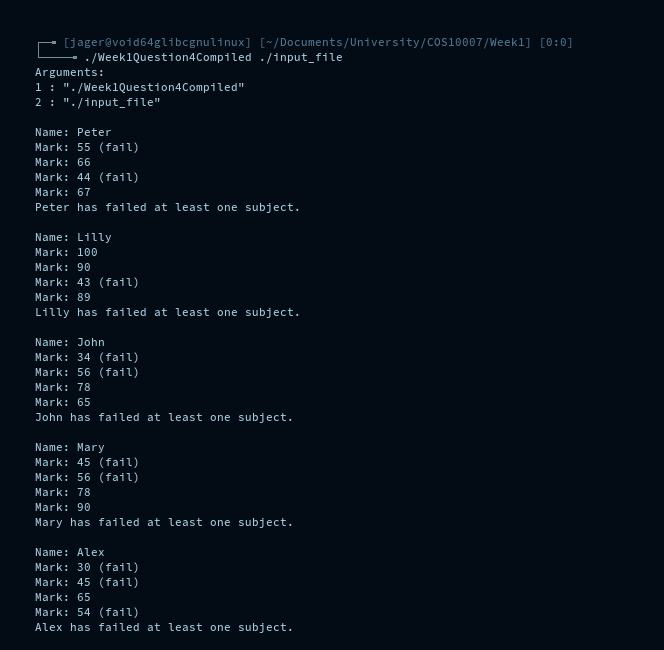 [jager@void64glibcgnulinux] [~/Documents/University/COS10007/Week1] [0:0]
./Week1Question4Compiled ./input_file
Arguments:
1 : "./Week1Question4Compiled"
2 : "./input_file"

Name: Peter
Mark: 55 (fail)
Mark: 66
Mark: 44 (fail)
Mark: 67
Peter has failed at least one subject.

Name: Lilly
Mark: 100
Mark: 90
Mark: 43 (fail)
Mark: 89
Lilly has failed at least one subject.

Name: John
Mark: 34 (fail)
Mark: 56 (fail)
Mark: 78
Mark: 65
John has failed at least one subject.

Name: Mary
Mark: 45 (fail)
Mark: 56 (fail)
Mark: 78
Mark: 90
Mary has failed at least one subject.

Name: Alex
Mark: 30 (fail)
Mark: 45 (fail)
Mark: 65
Mark: 54 (fail)
Alex has failed at least one subject.